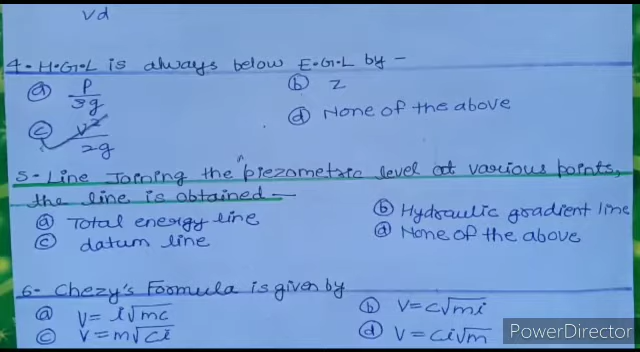 Vd
4- H.G.L is always below E.G.L by -
(a) P/3g (b) Z
(c) V²/2g (d) None of the above
5- Line Joining the piezometric level at various points,
the line is obtained -
(a) Total energy line (b) Hydraulic gradient line
(c) datum line (d) None of the above
6- Chezy's Formula is given by
(a) V= i√mc (b) V=c√mi
(c) V=m√ci (d) V=ci√m
PowerDirector